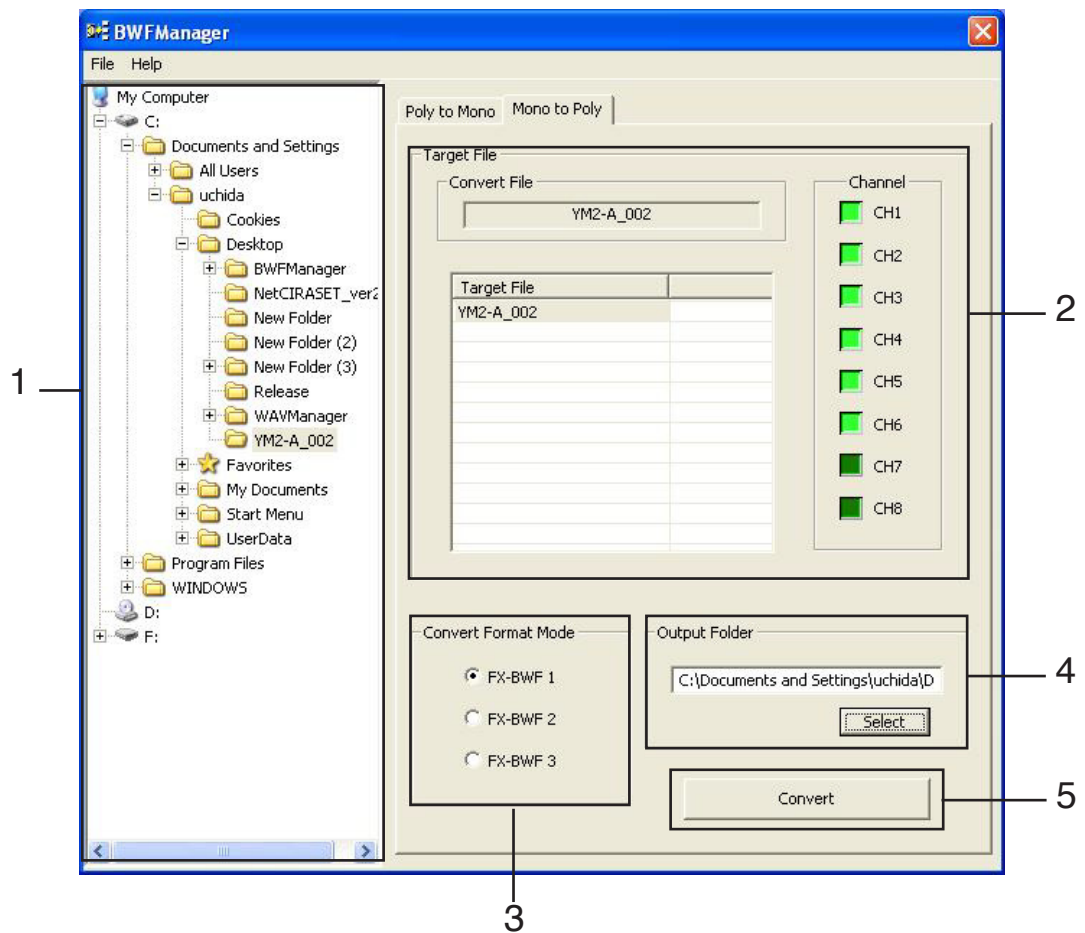 BWFManager
File Help
My Computer
C:
Documents and Settings
All Users
uchida
Cookies
Desktop
BWFManager
NetCIRASET_ver2
New Folder
New Folder (2)
New Folder (3)
Release
WAVManager
YM2-A_002
Favorites
My Documents
Start Menu
UserData
Program Files
WINDOWS
D:
F:
1
Poly to Mono Mono to Poly
Target File
Convert File
YM2-A_002
Target File
YM2-A_002
Channel
CH1
CH2
CH3
CH4
CH5
CH6
CH7
CH8
2
Convert Format Mode
FX-BWF 1
FX-BWF 2
FX-BWF 3
3
Output Folder
C:\Documents and Settings\uchida\D
Select
4
Convert
5